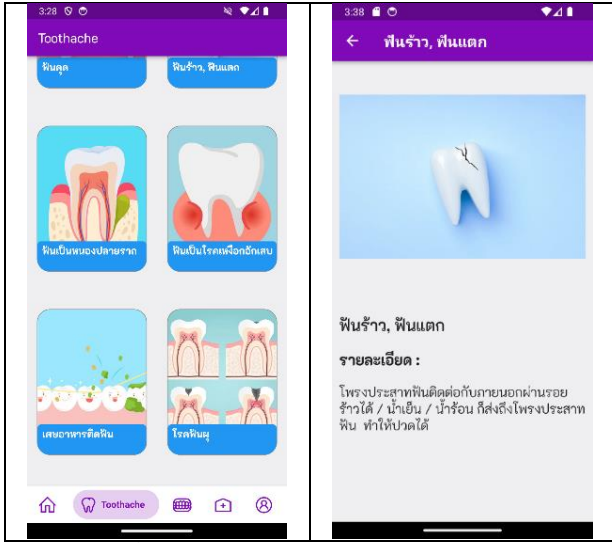 3:28
Toothache
ฟันคุด
ฟันร้าว, ฟันแตก
ฟันเป็นหนองปลายราก
ฟันเป็นโรคเหงือกอักเสบ
เศษอาหารติดฟัน
โรคฟันผุ
Toothache
3:38
ฟันร้าว, ฟันแตก
ฟันร้าว, ฟันแตก
รายละเอียด :
โพรงประสาทฟันติดต่อกับภายนอกผ่านรอย
ร้าวได้ / น้ำเย็น / น้ำร้อน ก็ส่งถึงโพรงประสาท
ฟัน ทำให้ปวดได้